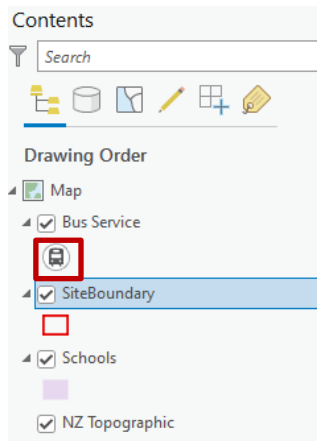 Contents
Search
Drawing Order
Map
Bus Service
SiteBoundary
Schools
NZ Topographic